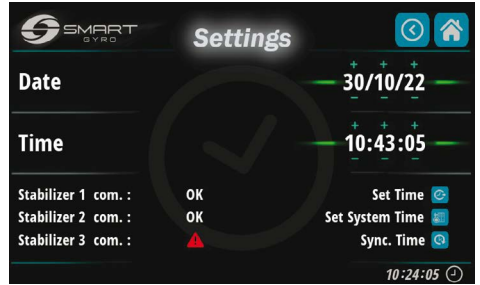 SMART
GYRO
Settings
Date
+ + +
30/10/22
– – –
Time
+ + +
10:43:05
– – –
Stabilizer 1 com. : OK Set Time
Stabilizer 2 com. : OK Set System Time
Stabilizer 3 com. : Sync. Time
10:24:05